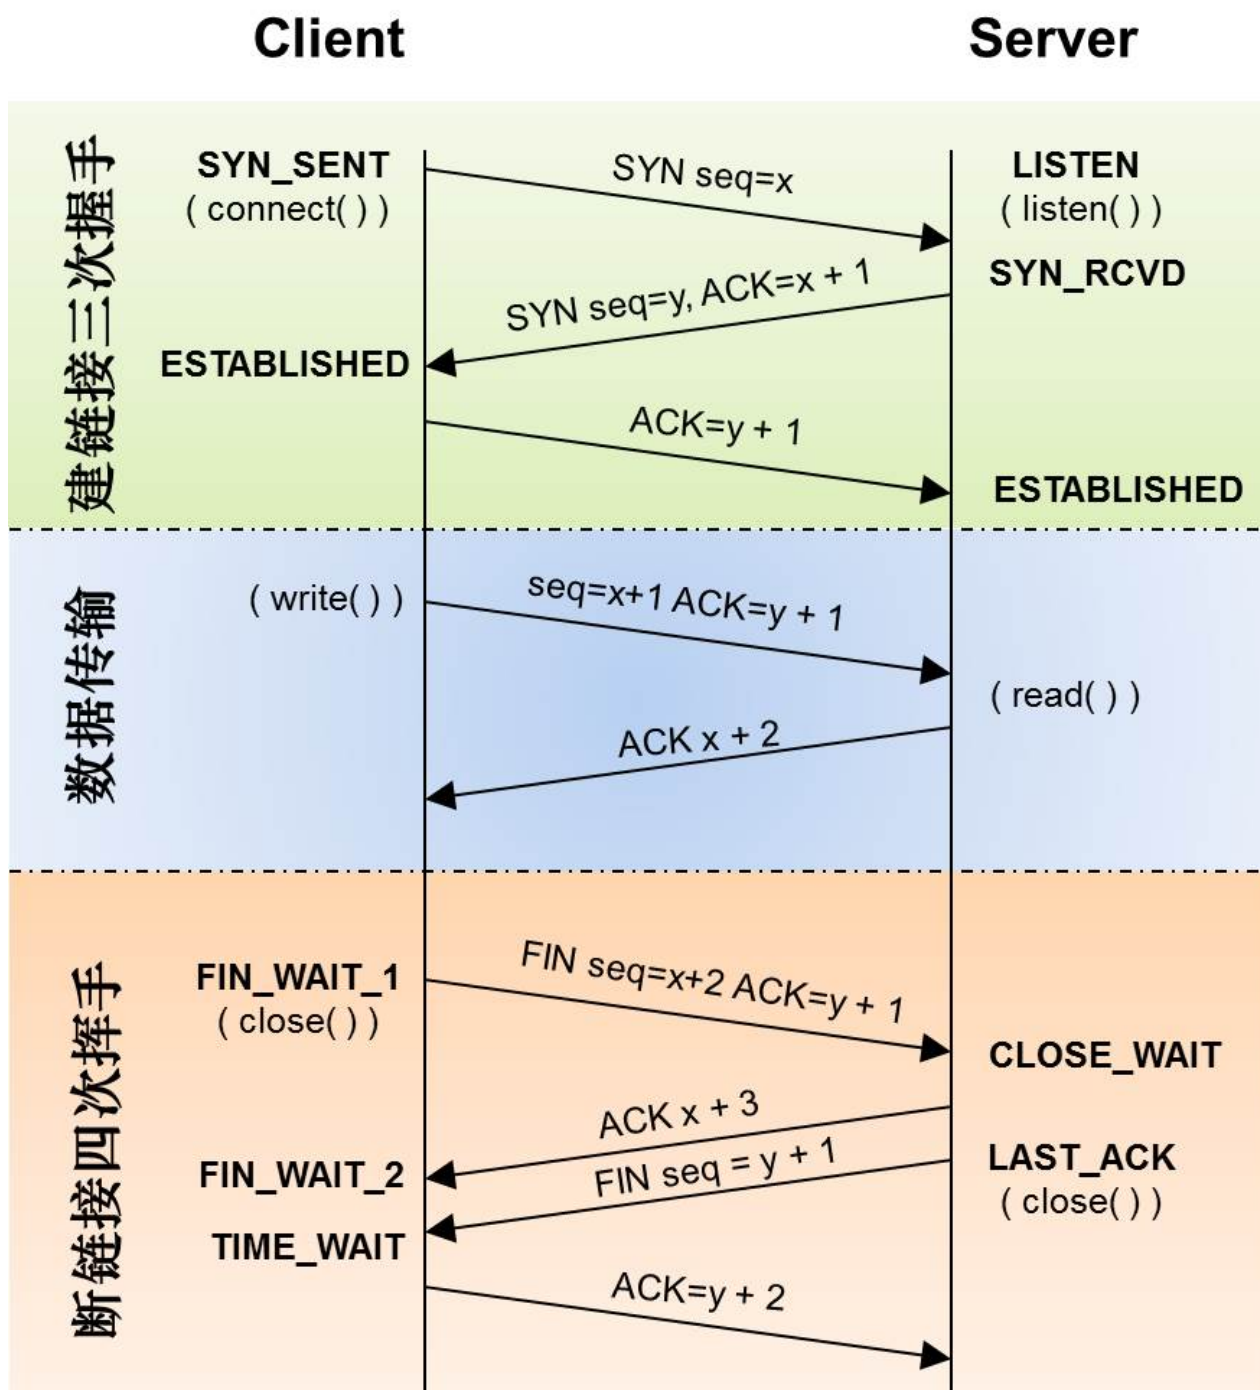 Client
Server
建链接三次握手
SYN_SENT
( connect( ) )
SYN seq=x
LISTEN
( listen( ) )
SYN_RCVD
SYN seq=y, ACK=x + 1
ESTABLISHED
ACK=y + 1
ESTABLISHED
数据传输
( write( ) )
seq=x+1 ACK=y + 1
( read( ) )
ACK x + 2
断链接四次挥手
FIN_WAIT_1
( close( ) )
FIN seq=x+2 ACK=y + 1
CLOSE_WAIT
ACK x + 3
FIN_WAIT_2
FIN seq = y + 1
LAST_ACK
( close( ) )
TIME_WAIT
ACK=y + 2